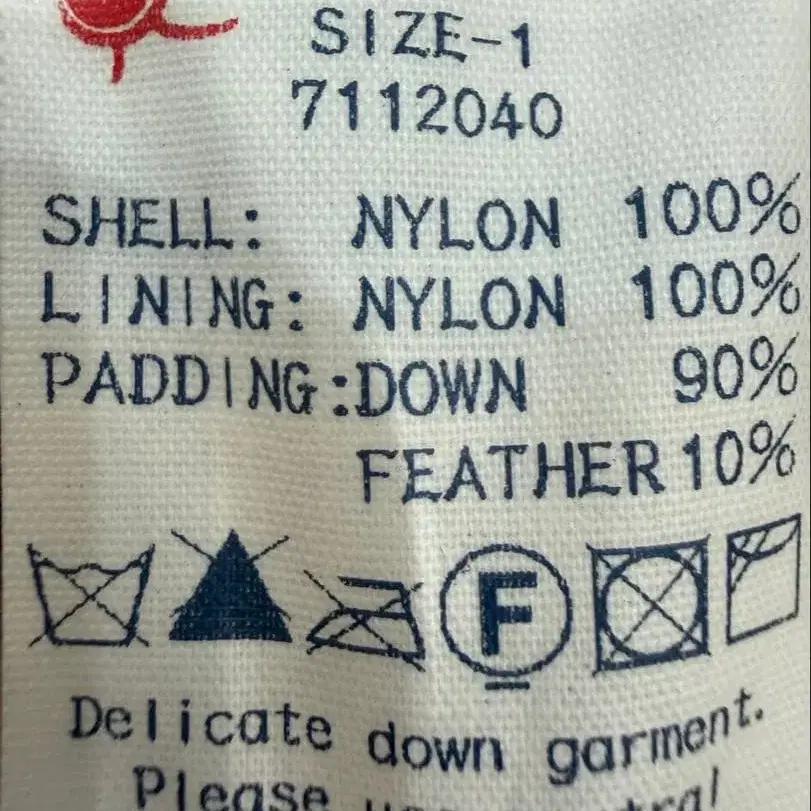 SIZE-1
7112040
SHELL: NYLON 100%
LINING: NYLON 100%
PADDING:DOWN 90%
FEATHER 10%
F
Delicate down garment.
Please